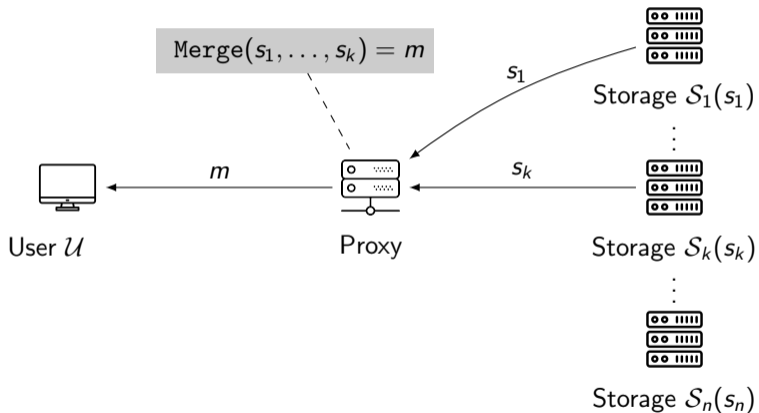 Merge(s₁, . . . , sₖ) = m
s₁
Storage 𝒮₁(s₁)
⋮
m
sₖ
User 𝒰
Proxy
Storage 𝒮ₖ(sₖ)
⋮
Storage 𝒮ₙ(sₙ)